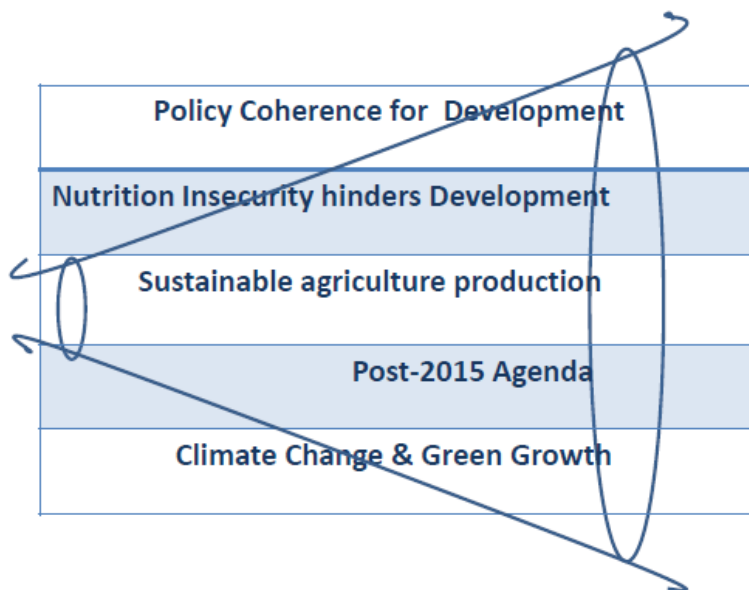 Policy Coherence for Development
Nutrition Insecurity hinders Development
Sustainable agriculture production
Post-2015 Agenda
Climate Change & Green Growth